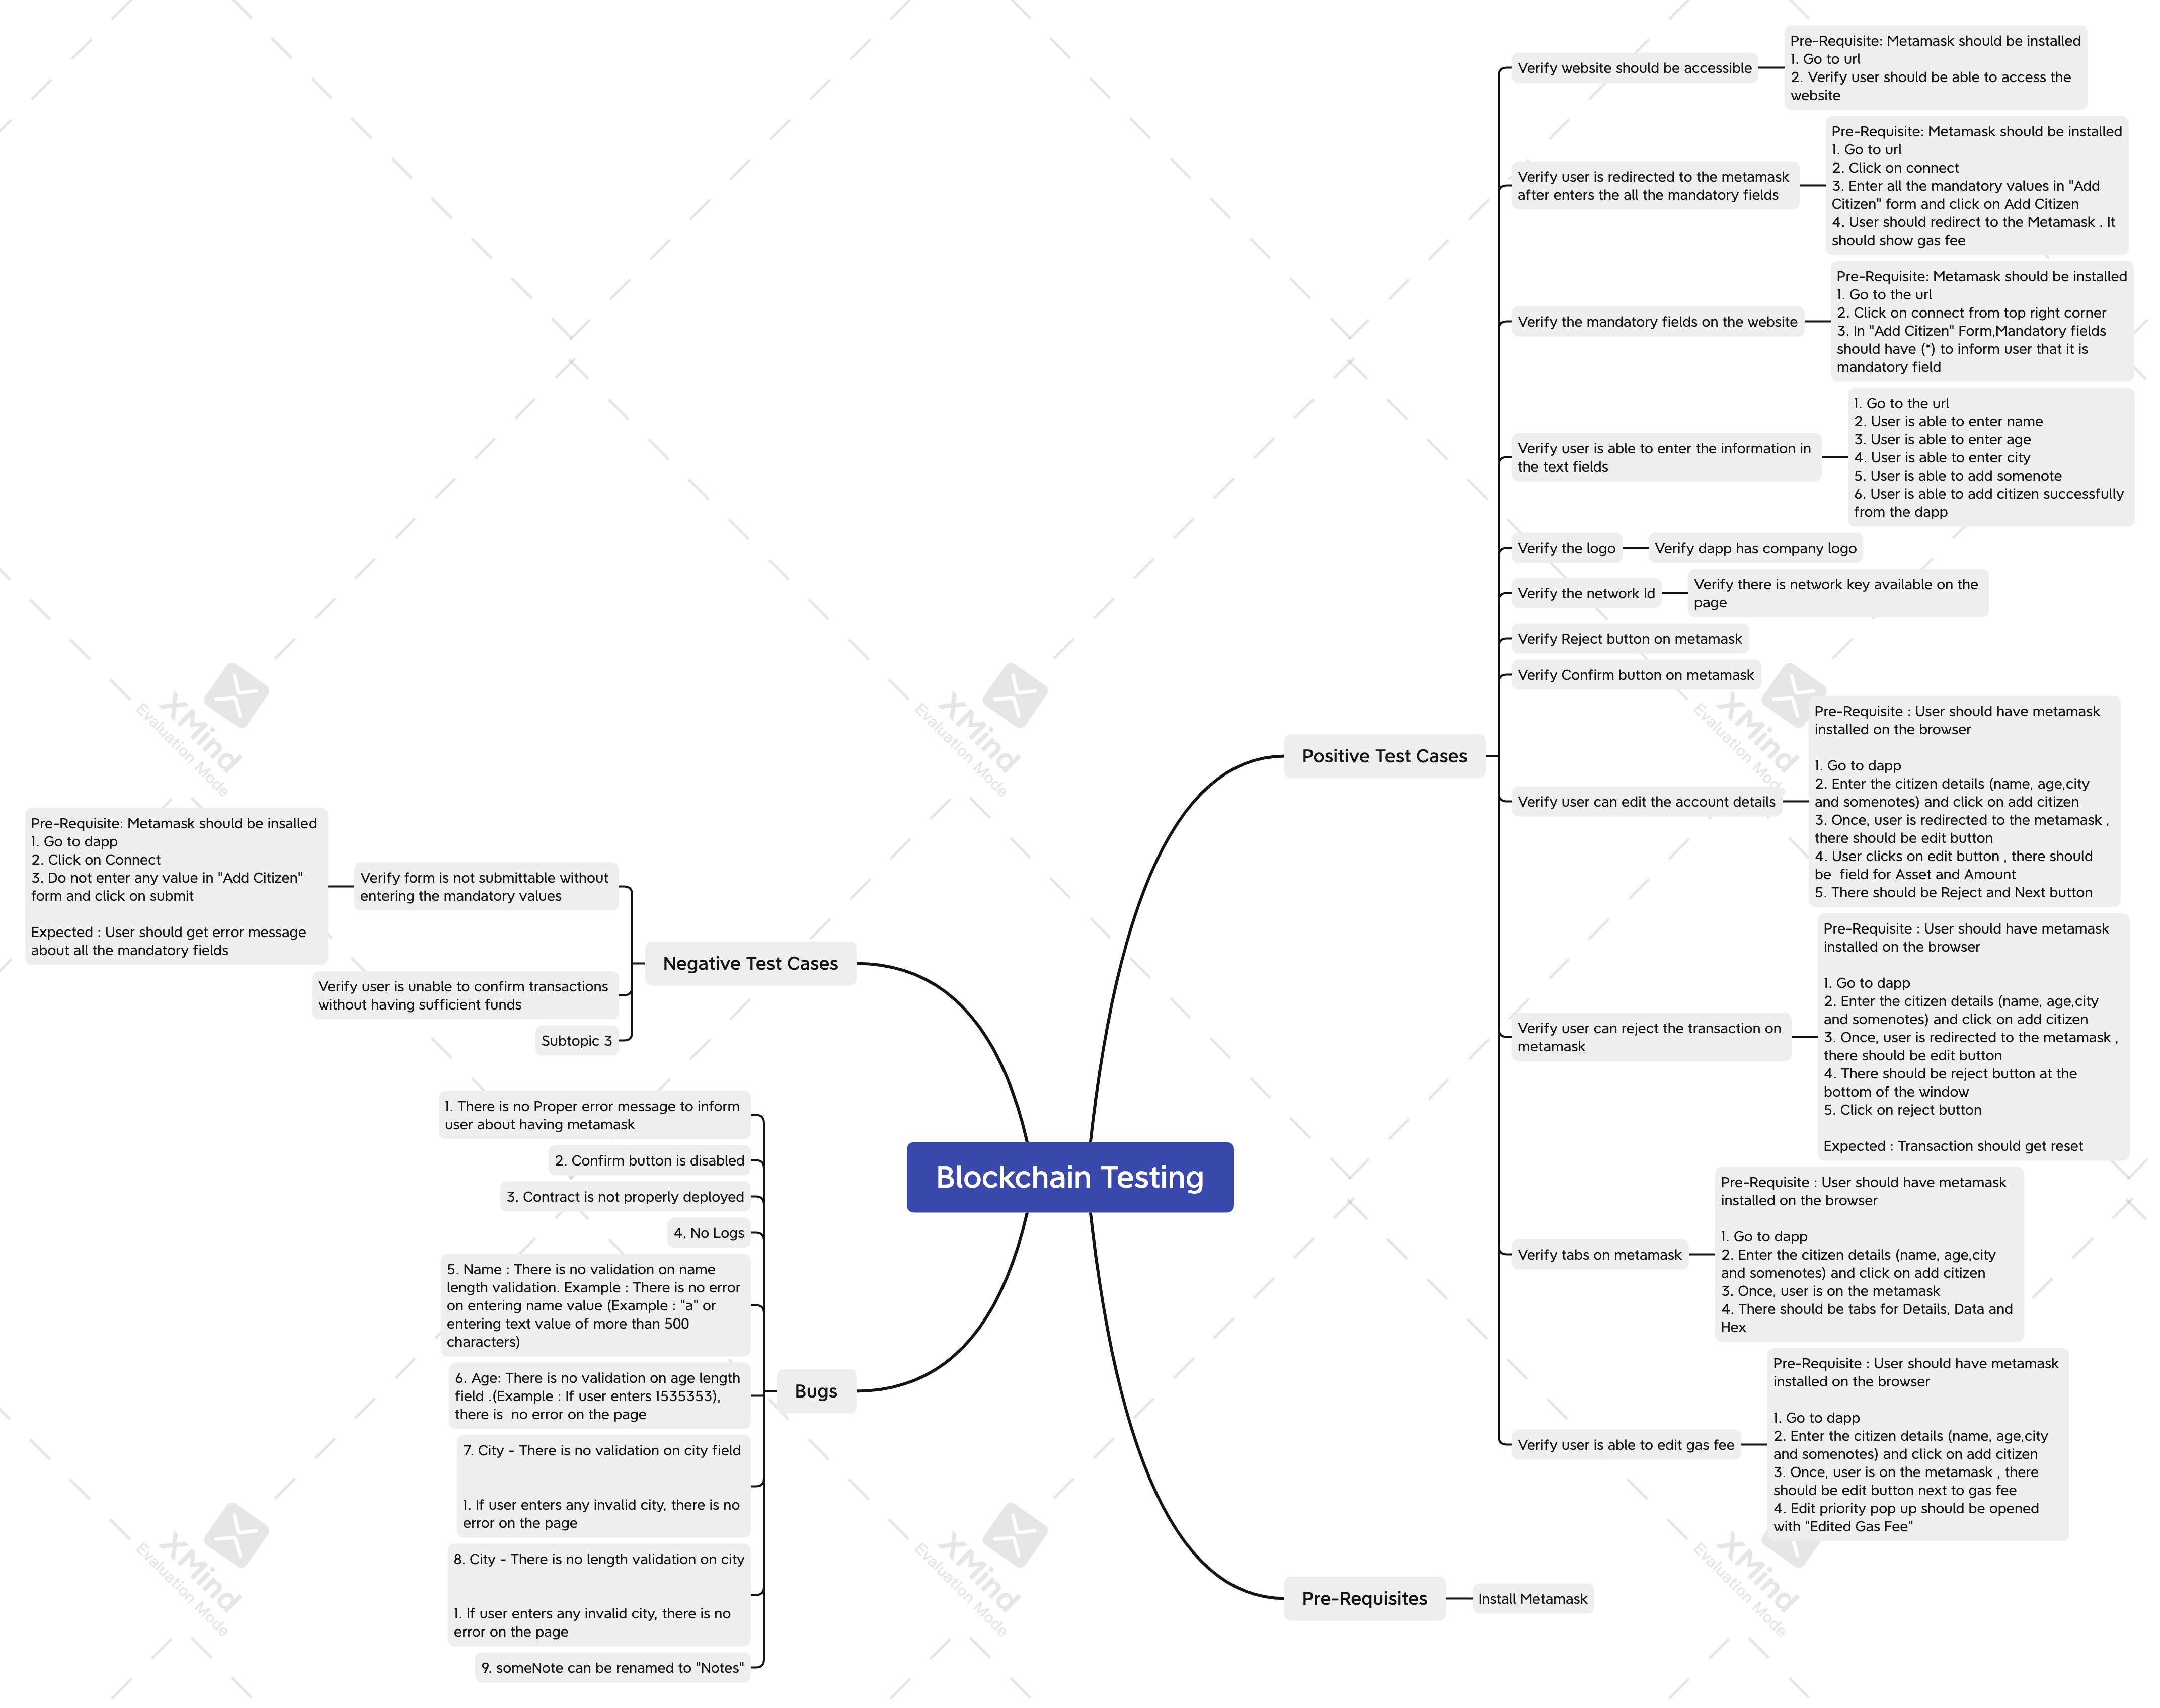 Blockchain Testing
Positive Test Cases
Verify website should be accessible
Pre-Requisite: Metamask should be installed
1. Go to url
2. Verify user should be able to access the
website
Verify user is redirected to the metamask
after enters the all the mandatory fields
Pre-Requisite: Metamask should be installed
1. Go to url
2. Click on connect
3. Enter all the mandatory values in "Add
Citizen" form and click on Add Citizen
4. User should redirect to the Metamask . It
should show gas fee
Verify the mandatory fields on the website
Pre-Requisite: Metamask should be installed
1. Go to the url
2. Click on connect from top right corner
3. In "Add Citizen" Form,Mandatory fields
should have (*) to inform user that it is
mandatory field
Verify user is able to enter the information in
the text fields
1. Go to the url
2. User is able to enter name
3. User is able to enter age
4. User is able to enter city
5. User is able to add somenote
6. User is able to add citizen successfully
from the dapp
Verify the logo
Verify dapp has company logo
Verify the network Id
Verify there is network key available on the
page
Verify Reject button on metamask
Verify Confirm button on metamask
Verify user can edit the account details
Pre-Requisite : User should have metamask
installed on the browser
1. Go to dapp
2. Enter the citizen details (name, age,city
and somenotes) and click on add citizen
3. Once, user is redirected to the metamask ,
there should be edit button
4. User clicks on edit button , there should
be  field for Asset and Amount
5. There should be Reject and Next button
Verify user can reject the transaction on
metamask
Pre-Requisite : User should have metamask
installed on the browser
1. Go to dapp
2. Enter the citizen details (name, age,city
and somenotes) and click on add citizen
3. Once, user is redirected to the metamask ,
there should be edit button
4. There should be reject button at the
bottom of the window
5. Click on reject button
Expected : Transaction should get reset
Verify tabs on metamask
Pre-Requisite : User should have metamask
installed on the browser
1. Go to dapp
2. Enter the citizen details (name, age,city
and somenotes) and click on add citizen
3. Once, user is on the metamask
4. There should be tabs for Details, Data and
Hex
Verify user is able to edit gas fee
Pre-Requisite : User should have metamask
installed on the browser
1. Go to dapp
2. Enter the citizen details (name, age,city
and somenotes) and click on add citizen
3. Once, user is on the metamask , there
should be edit button next to gas fee
4. Edit priority pop up should be opened
with "Edited Gas Fee"
Pre-Requisites
Install Metamask
Negative Test Cases
Verify form is not submittable without
entering the mandatory values
Pre-Requisite: Metamask should be insalled
1. Go to dapp
2. Click on Connect
3. Do not enter any value in "Add Citizen"
form and click on submit
Expected : User should get error message
about all the mandatory fields
Verify user is unable to confirm transactions
without having sufficient funds
Subtopic 3
Bugs
1. There is no Proper error message to inform
user about having metamask
2. Confirm button is disabled
3. Contract is not properly deployed
4. No Logs
5. Name : There is no validation on name
length validation. Example : There is no error
on entering name value (Example : "a" or
entering text value of more than 500
characters)
6. Age: There is no validation on age length
field .(Example : If user enters 1535353),
there is  no error on the page
7. City - There is no validation on city field
1. If user enters any invalid city, there is no
error on the page
8. City - There is no length validation on city
1. If user enters any invalid city, there is no
error on the page
9. someNote can be renamed to "Notes"
XMind
Evaluation Mode
XMind
Evaluation Mode
XMind
Evaluation Mode
XMind
Evaluation Mode
XMind
Evaluation Mode
XMind
Evaluation Mode